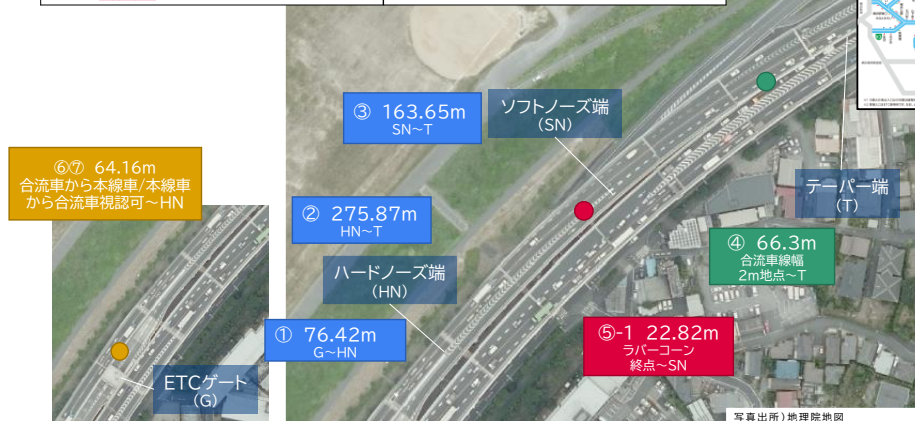 ③ 163.65m
SN~T
ソフトノーズ端
(SN)
⑥⑦ 64.16m
合流車から本線車/本線車
から合流車視認可~HN
テーパー端
(T)
② 275.87m
HN~T
④ 66.3m
合流車線幅
2m地点~T
ハードノーズ端
(HN)
① 76.42m
G~HN
⑤-1 22.82m
ラバーコーン
終点~SN
ETCゲート
(G)
写真出所)地理院地図